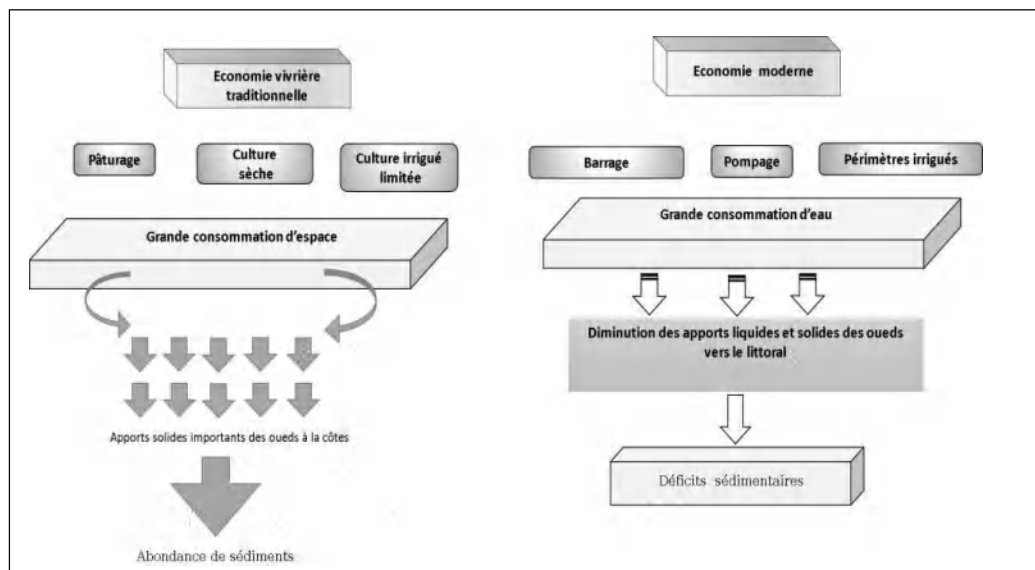 Economie vivrière
traditionnelle
Pâturage
Culture
sèche
Culture irrigué
limitée
Grande consommation d'espace
Apports solides importants des oueds à la côtes
Abondance de sédiments
Economie moderne
Barrage
Pompage
Périmètres irrigués
Grande consommation d'eau
Diminution des apports liquides et solides des oueds
vers le littoral
Déficits sédimentaires